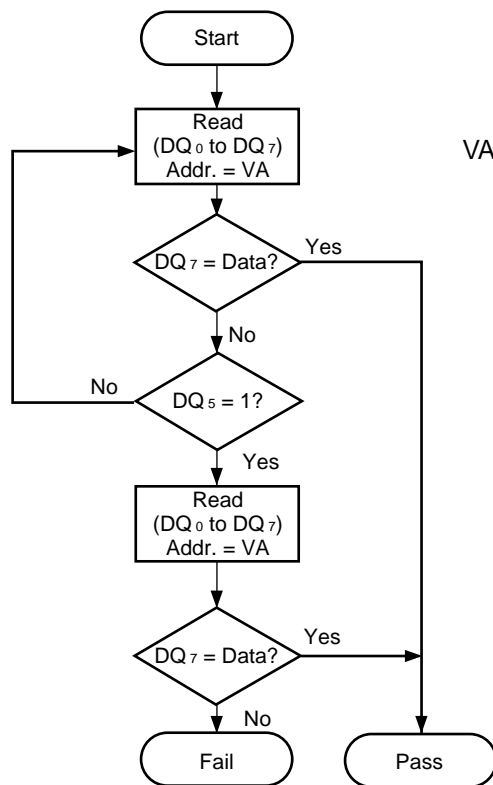 Start
Read
(DQ₀ to DQ₇)
Addr. = VA
VA
DQ₇ = Data?
Yes
No
No
DQ₅ = 1?
Yes
Read
(DQ₀ to DQ₇)
Addr. = VA
DQ₇ = Data?
Yes
No
Fail
Pass